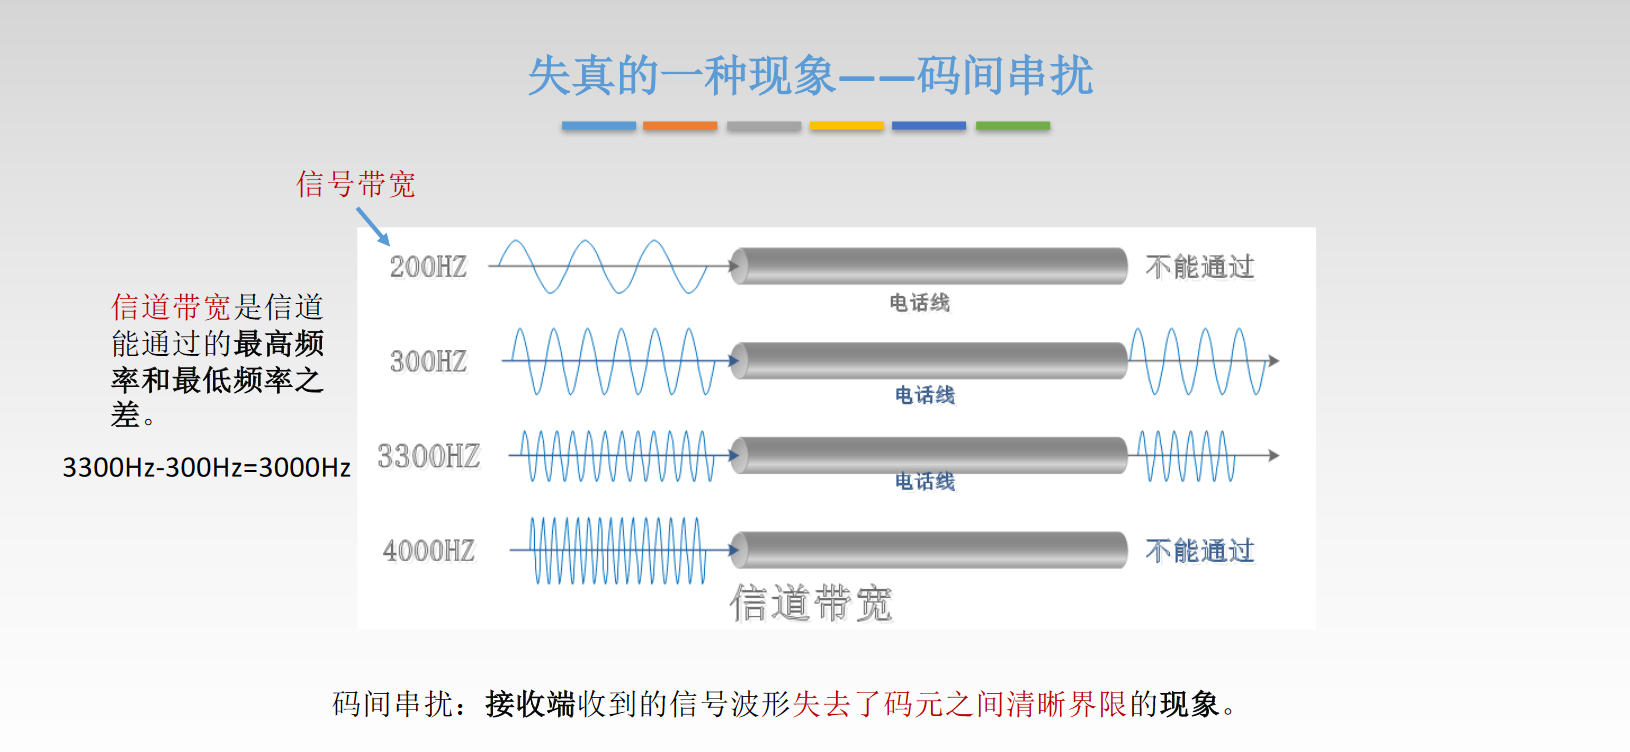 失真的一种现象——码间串扰
信号带宽
信道带宽是信道
能通过的最高频
率和最低频率之
差。
3300Hz-300Hz=3000Hz
200HZ
电话线
不能通过
300HZ
电话线
3300HZ
电话线
4000HZ
不能通过
信道带宽
码间串扰：接收端收到的信号波形失去了码元之间清晰界限的现象。